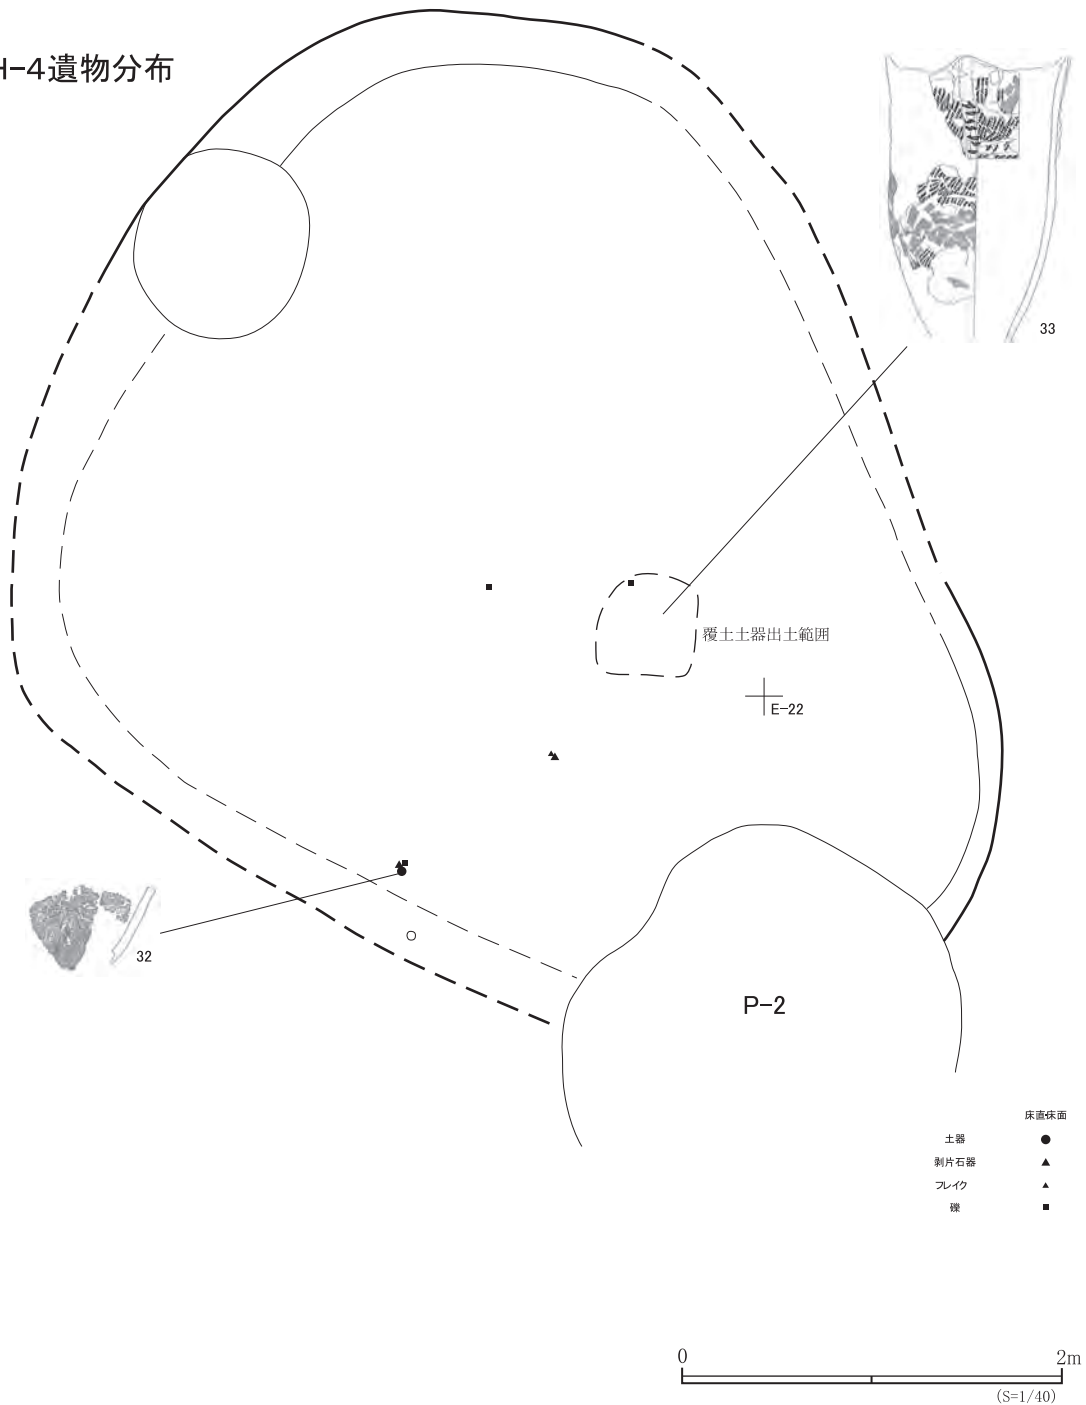 H-4遺物分布
33
覆土土器出土範囲
E-22
32
P-2
床直床面
土器
剥片石器
フレイク
礫
0 2m
(S=1/40)